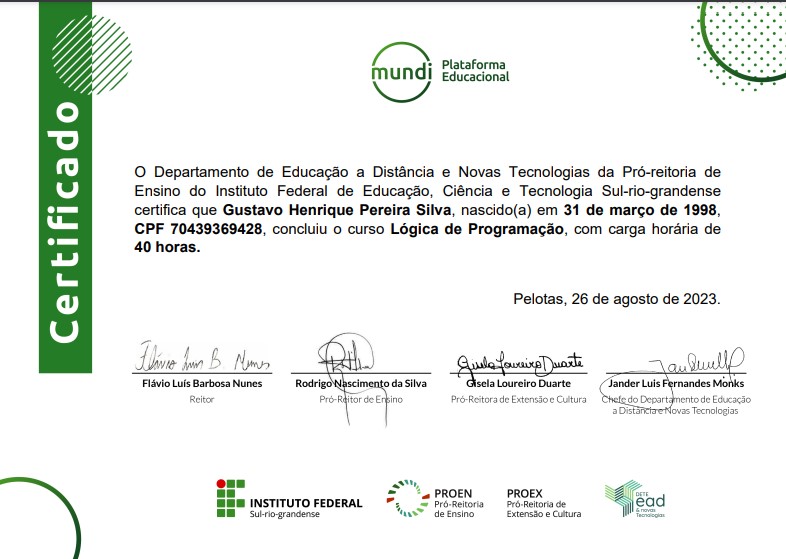 Certificado
mundi Plataforma
Educacional
O Departamento de Educação a Distância e Novas Tecnologias da Pró-reitoria de
Ensino do Instituto Federal de Educação, Ciência e Tecnologia Sul-rio-grandense
certifica que Gustavo Henrique Pereira Silva, nascido(a) em 31 de março de 1998,
CPF 70439369428, concluiu o curso Lógica de Programação, com carga horária de
40 horas.
Pelotas, 26 de agosto de 2023.
Flávio Luis B Nunes
Gisela Loureiro Duarte
Flávio Luís Barbosa Nunes
Reitor
Rodrigo Nascimento da Silva
Pró-Reitor de Ensino
Gisela Loureiro Duarte
Pró-Reitora de Extensão e Cultura
Jander Luis Fernandes Monks
Chefe do Departamento de Educação
a Distância e Novas Tecnologias
INSTITUTO FEDERAL
Sul-rio-grandense
PROEN
Pró-Reitoria
de Ensino
PROEX
Pró-Reitoria de
Extensão e Cultura
DETE
ead
& novas
Tecnologias